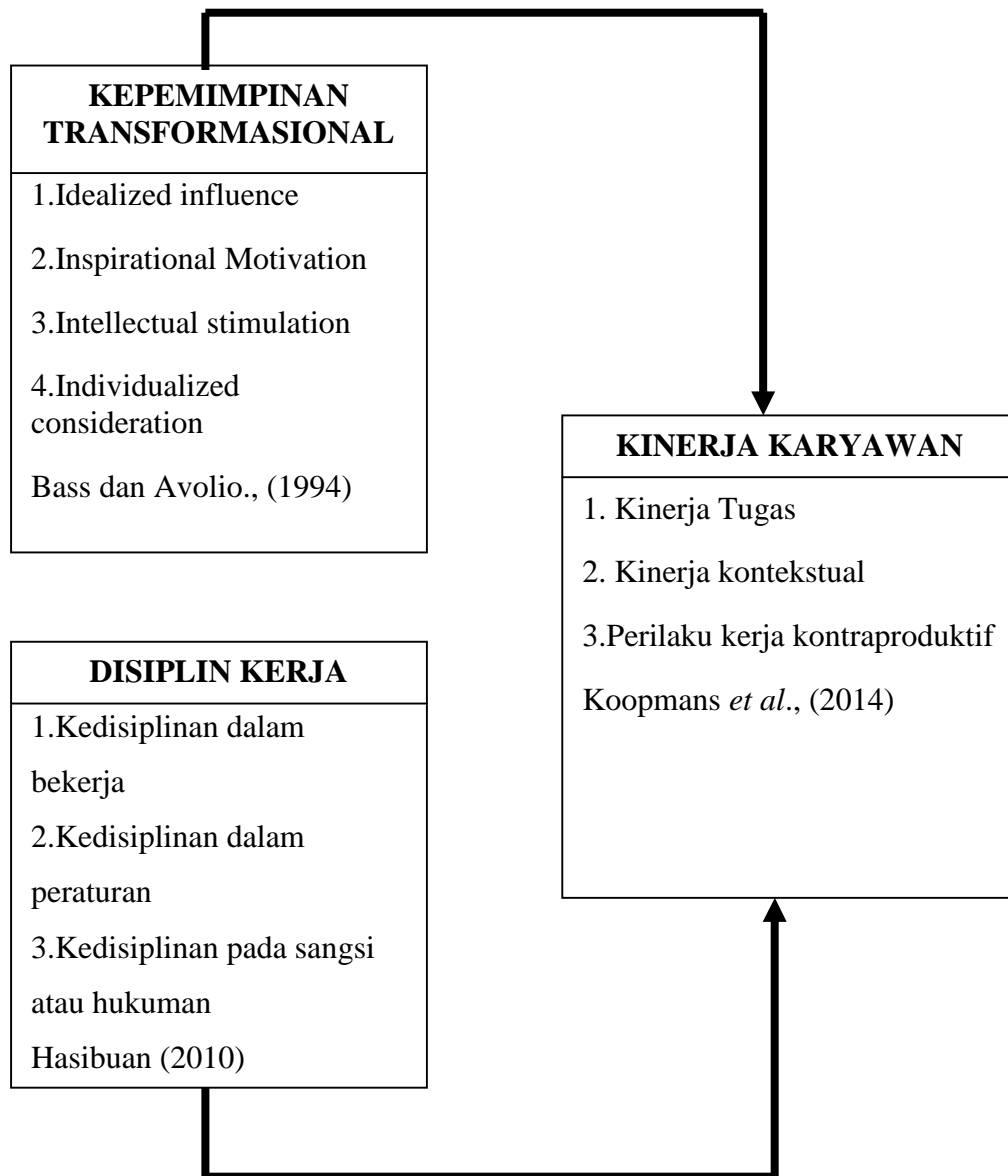 KEPEMIMPINAN
TRANSFORMASIONAL
1.Idealized influence
2.Inspirational Motivation
3.Intellectual stimulation
4.Individualized
consideration
Bass dan Avolio., (1994)
DISIPLIN KERJA
1.Kedisiplinan dalam
bekerja
2.Kedisiplinan dalam
peraturan
3.Kedisiplinan pada sangsi
atau hukuman
Hasibuan (2010)
KINERJA KARYAWAN
1. Kinerja Tugas
2. Kinerja kontekstual
3.Perilaku kerja kontraproduktif
Koopmans et al., (2014)